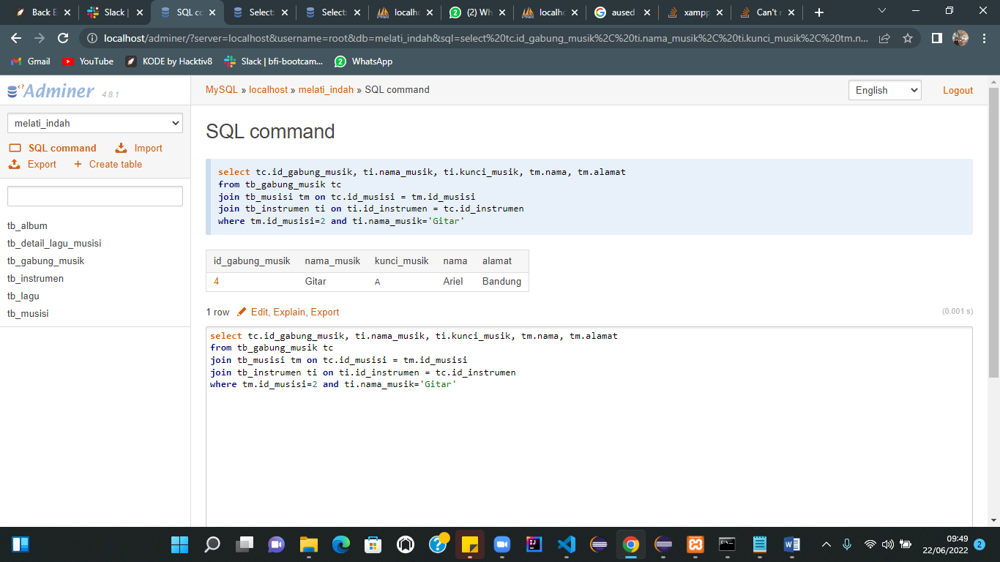 Back E
Slack |
SQL co
Select:
Select:
localho
(2) Wh
localho
aused
xampp
Can't r
localhost/adminer/?server=localhost&username=root&db=melati_indah&sql=select%20tc.id_gabung_musik%2C%20ti.nama_musik%2C%20ti.kunci_musik%2C%20tm.n...
Gmail
YouTube
KODE by Hacktiv8
Slack | bfi-bootcam...
2
WhatsApp
Adminer 4.8.1
MySQL » localhost » melati_indah » SQL command
English
Logout
melati_indah
SQL command
Import
Export
+ Create table
tb_album
tb_detail_lagu_musisi
tb_gabung_musik
tb_instrumen
tb_lagu
tb_musisi
SQL command
select tc.id_gabung_musik, ti.nama_musik, ti.kunci_musik, tm.nama, tm.alamat
from tb_gabung_musik tc
join tb_musisi tm on tc.id_musisi = tm.id_musisi
join tb_instrumen ti on ti.id_instrumen = tc.id_instrumen
where tm.id_musisi=2 and ti.nama_musik='Gitar'
id_gabung_musik nama_musik kunci_musik nama alamat
4 Gitar A Ariel Bandung
1 row Edit, Explain, Export (0.001 s)
select tc.id_gabung_musik, ti.nama_musik, ti.kunci_musik, tm.nama, tm.alamat
from tb_gabung_musik tc
join tb_musisi tm on tc.id_musisi = tm.id_musisi
join tb_instrumen ti on ti.id_instrumen = tc.id_instrumen
where tm.id_musisi=2 and ti.nama_musik='Gitar'
09:49
22/06/2022
2